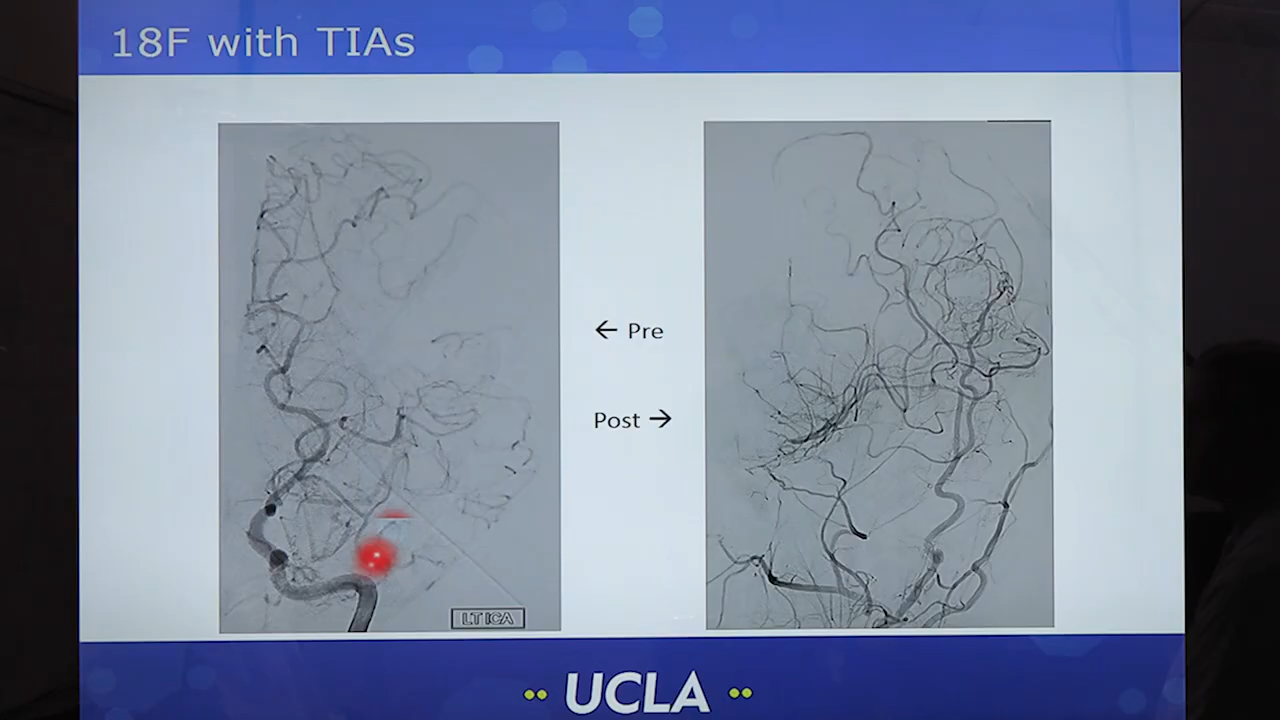 18F with TIAs
← Pre
Post →
LT ICA
UCLA